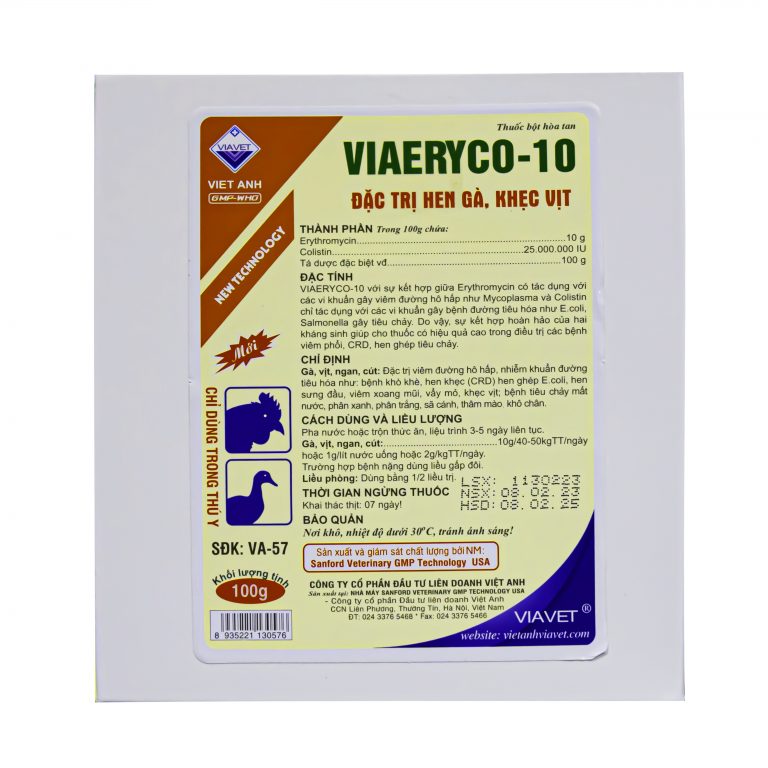 VIAVET
VIET ANH
GMP-WHO
NEW TECHNOLOGY
Mới
CHỈ DÙNG TRONG THÚ Y
SĐK: VA-57
Khối lượng tịnh
100g
8 935221 130576
Thuốc bột hòa tan
VIAERYCO-10
ĐẶC TRỊ HEN GÀ, KHẸC VỊT
THÀNH PHẦN Trong 100g chứa:
Erythromycin..........10 g
Colistin..........25.000.000 IU
Tá dược đặc biệt vđ..........100 g
ĐẶC TÍNH
VIAERYCO-10 với sự kết hợp giữa Erythromycin có tác dụng với
các vi khuẩn gây viêm đường hô hấp như Mycoplasma và Colistin
chỉ tác dụng với các vi khuẩn gây bệnh đường tiêu hóa như E.coli,
Salmonella gây tiêu chảy. Do vậy, sự kết hợp hoàn hảo của hai
kháng sinh giúp cho thuốc có hiệu quả cao trong điều trị các bệnh
viêm phổi, CRD, hen ghép tiêu chảy.
CHỈ ĐỊNH
Gà, vịt, ngan, cút: Đặc trị viêm đường hô hấp, nhiễm khuẩn đường
tiêu hóa như: bệnh khò khè, hen khẹc (CRD) hen ghép E.coli, hen
sưng đầu, viêm xoang mũi, vẩy mỏ, khẹc vịt; bệnh tiêu chảy mất
nước, phân xanh, phân trắng, sã cánh, thâm mào, khô chân.
CÁCH DÙNG VÀ LIỀU LƯỢNG
Pha nước hoặc trộn thức ăn, liệu trình 3-5 ngày liên tục.
Gà, vịt, ngan, cút:..........10g/40-50kgTT/ngày
hoặc 1g/lít nước uống hoặc 2g/kgTT/ngày.
Trường hợp bệnh nặng dùng liều gấp đôi.
Liều phòng: Dùng bằng 1/2 liều trị.
THỜI GIAN NGỪNG THUỐC
Khai thác thịt: 07 ngày!
LSX: 1130223
NSX: 08.02.23
HSD: 08.02.25
BẢO QUẢN
Nơi khô, nhiệt độ dưới 30°C, tránh ánh sáng!
Sản xuất và giám sát chất lượng bởi NM:
Sanford Veterinary GMP Technology USA
CÔNG TY CỔ PHẦN ĐẦU TƯ LIÊN DOANH VIỆT ANH
Sản xuất tại: NHÀ MÁY SANFORD VETERINARY GMP TECHNOLOGY USA
- Công ty cổ phần Đầu tư liên doanh Việt Anh
CCN Liên Phương, Thường Tín, Hà Nội, Việt Nam
ĐT: 024 3376 5468 * Fax: 024 3376 5466
VIAVET ®
website: vietanhviavet.com